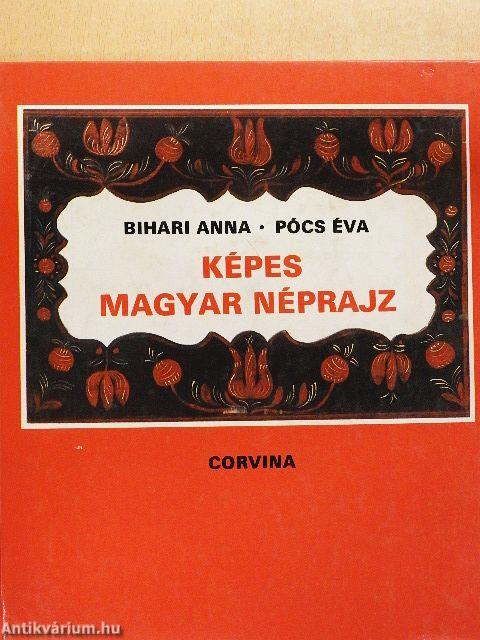 BIHARI ANNA · PÓCS ÉVA
KÉPES
MAGYAR NÉPRAJZ
CORVINA
Antikvárium.hu